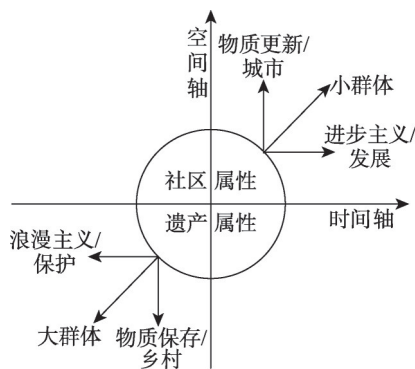 空
间
轴
物质更新/
城市
小群体
进步主义/
发展
社区 属性
遗产 属性
时间轴
浪漫主义/
保护
大群体
物质保存/
乡村